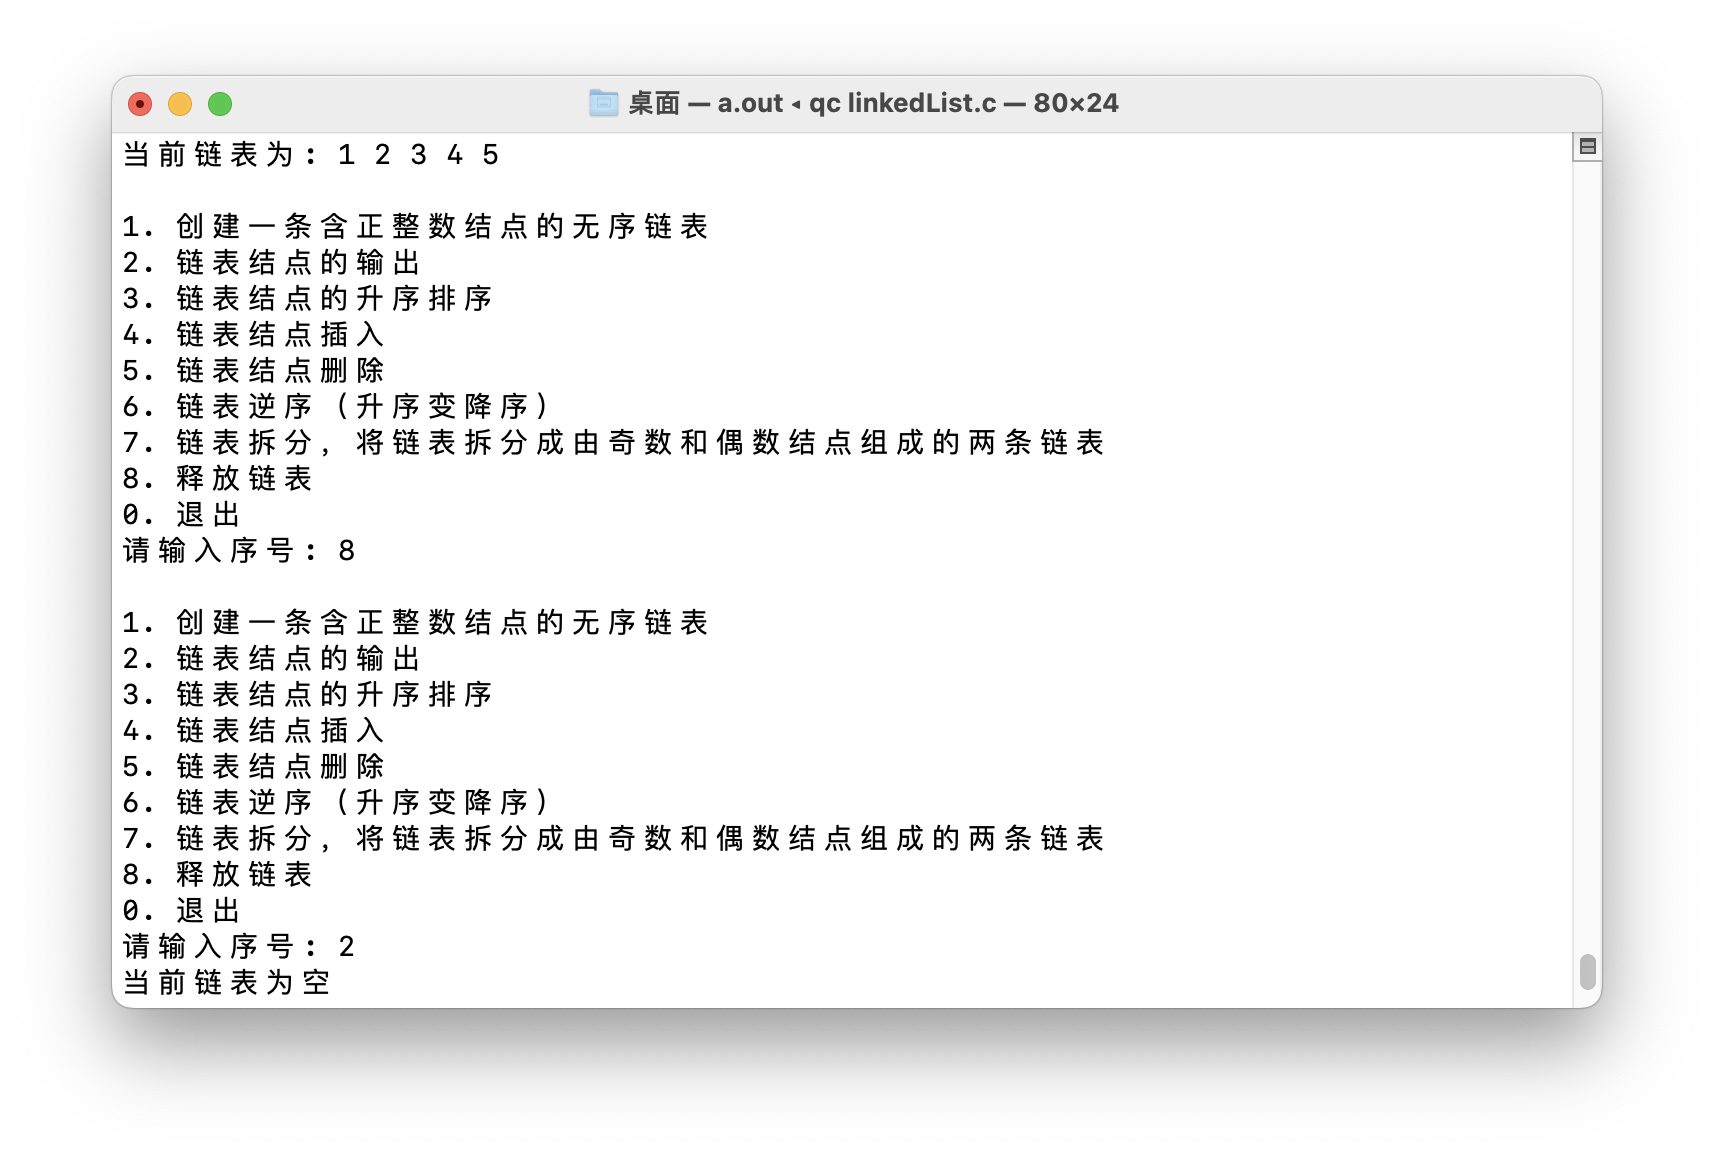 桌面 — a.out ◂ qc linkedList.c — 80×24
当前链表为: 1 2 3 4 5
1. 创建一条含正整数结点的无序链表
2. 链表结点的输出
3. 链表结点的升序排序
4. 链表结点插入
5. 链表结点删除
6. 链表逆序（升序变降序）
7. 链表拆分，将链表拆分成由奇数和偶数结点组成的两条链表
8. 释放链表
0. 退出
请输入序号: 8
1. 创建一条含正整数结点的无序链表
2. 链表结点的输出
3. 链表结点的升序排序
4. 链表结点插入
5. 链表结点删除
6. 链表逆序（升序变降序）
7. 链表拆分，将链表拆分成由奇数和偶数结点组成的两条链表
8. 释放链表
0. 退出
请输入序号: 2
当前链表为空